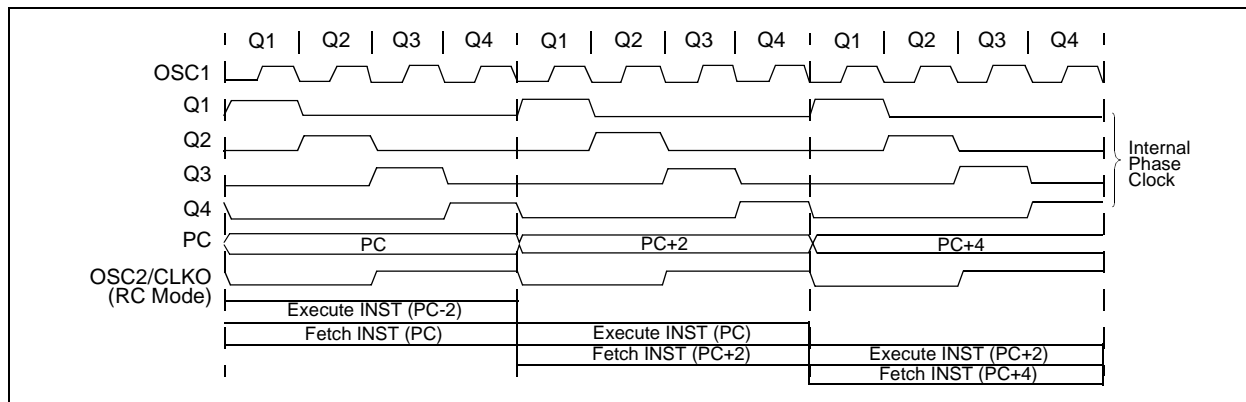 Q1 Q2 Q3 Q4 Q1 Q2 Q3 Q4 Q1 Q2 Q3 Q4
OSC1
Q1
Q2
Q3
Q4
Internal
Phase
Clock
PC PC PC+2 PC+4
OSC2/CLKO
(RC Mode)
Execute INST (PC-2)
Fetch INST (PC) Execute INST (PC)
Fetch INST (PC+2) Execute INST (PC+2)
Fetch INST (PC+4)